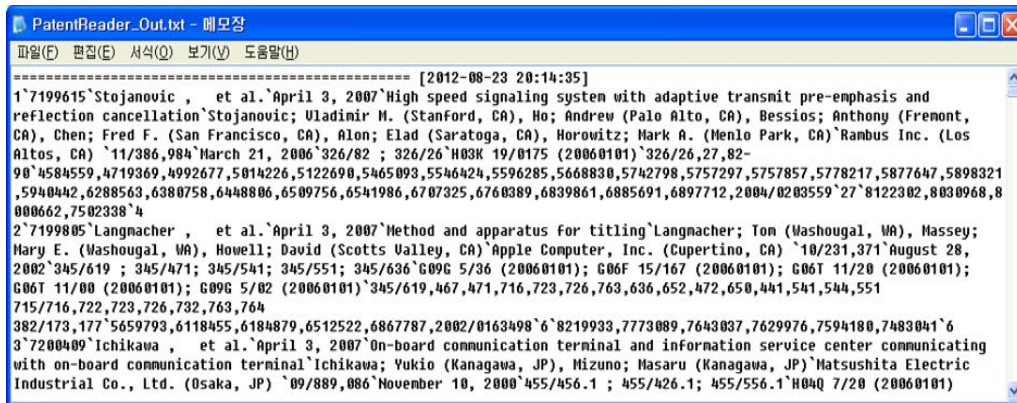 PatentReader_Out.txt - 메모장
파일(F) 편집(E) 서식(O) 보기(V) 도움말(H)
================================================= [2012-08-23 20:14:35]
1`7199615`Stojanovic ,   et al.`April 3, 2007`High speed signaling system with adaptive transmit pre-emphasis and
reflection cancellation`Stojanovic; Vladimir M. (Stanford, CA), Ho; Andrew (Palo Alto, CA), Bessios; Anthony (Fremont,
CA), Chen; Fred F. (San Francisco, CA), Alon; Elad (Saratoga, CA), Horowitz; Mark A. (Menlo Park, CA)`Rambus Inc. (Los
Altos, CA) `11/386,984`March 21, 2006`326/82 ; 326/26`H03K 19/0175 (20060101)`326/26,27,82-
90`4584559,4719369,4992677,5014226,5122690,5465093,5546424,5596285,5668830,5742798,5757297,5757857,5778217,5877647,5898321
,5940442,6288563,6380758,6448806,6509756,6541986,6707325,6760389,6839861,6885691,6897712,2004/0203559`27`8122302,8030968,8
000662,7502338`4
2`7199805`Langmacher ,   et al.`April 3, 2007`Method and apparatus for titling`Langmacher; Tom (Washougal, WA), Massey;
Mary E. (Washougal, WA), Howell; David (Scotts Valley, CA)`Apple Computer, Inc. (Cupertino, CA) `10/231,371`August 28,
2002`345/619 ; 345/471; 345/541; 345/551; 345/636`G09G 5/36 (20060101); G06F 15/167 (20060101); G06T 11/20 (20060101);
G06T 11/00 (20060101); G09G 5/02 (20060101)`345/619,467,471,716,723,726,763,636,652,472,650,441,541,544,551
715/716,722,723,726,732,763,764
382/173,177`5659793,6118455,6184879,6512522,6867787,2002/0163498`6`8219933,7773089,7643037,7629976,7594180,7483041`6
3`7200409`Ichikawa ,   et al.`April 3, 2007`On-board communication terminal and information service center communicating
with on-board communication terminal`Ichikawa; Yukio (Kanagawa, JP), Mizuno; Masaru (Kanagawa, JP)`Matsushita Electric
Industrial Co., Ltd. (Osaka, JP) `09/889,086`November 10, 2000`455/456.1 ; 455/426.1; 455/556.1`H04Q 7/20 (20060101)